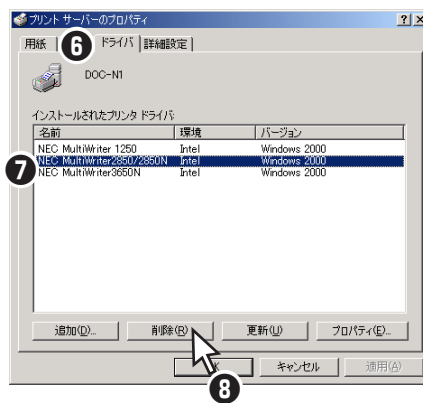 プリント サーバーのプロパティ
用紙 6 ドライバ 詳細設定
DOC-N1
インストールされたプリンタ ドライバ:
名前 環境 バージョン
NEC MultiWriter 1250 Intel Windows 2000
7 NEC MultiWriter2850/2850N Intel Windows 2000
NEC MultiWriter3650N Intel Windows 2000
追加(D)... 削除(R) 更新(U) プロパティ(E)...
キャンセル 適用(A)
8